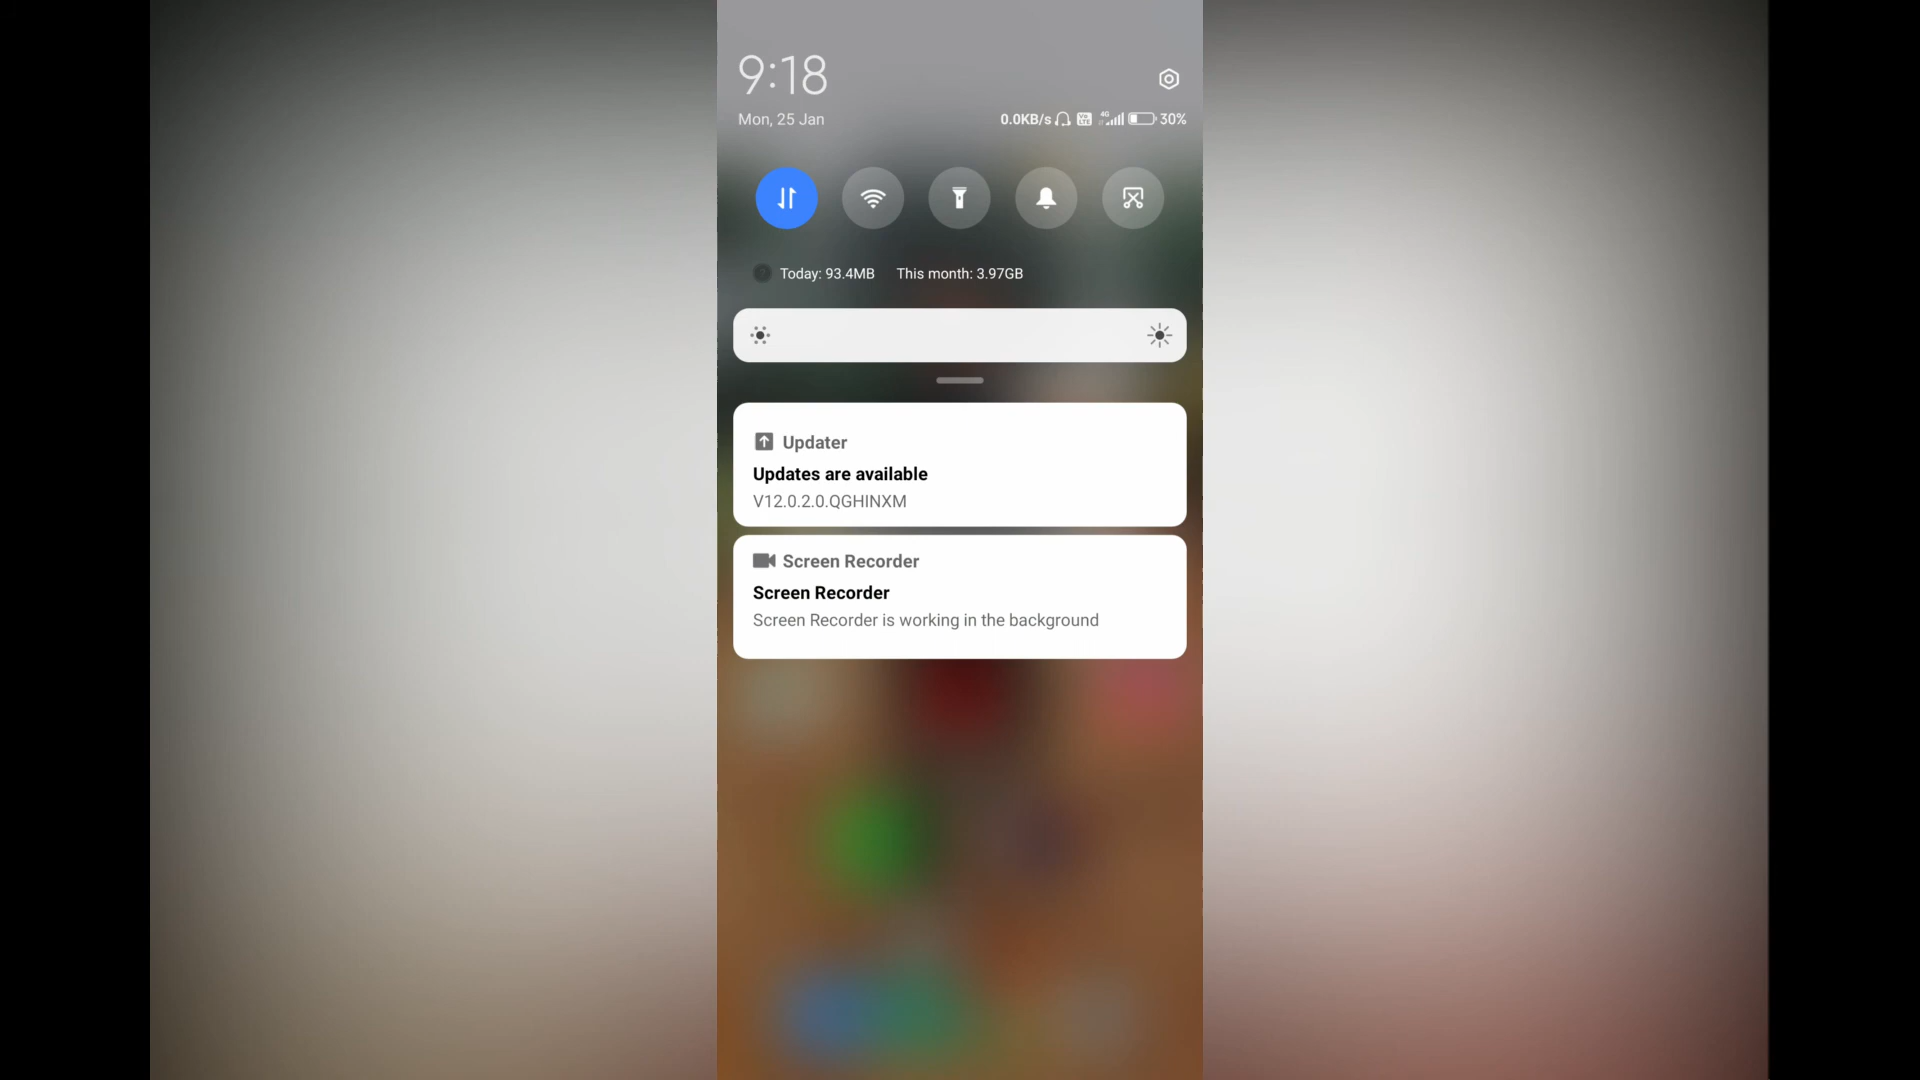 9:18
Mon, 25 Jan
0.0KB/s 4G 30%
Today: 93.4MB This month: 3.97GB
Updater
Updates are available
V12.0.2.0.QGHINXM
Screen Recorder
Screen Recorder
Screen Recorder is working in the background